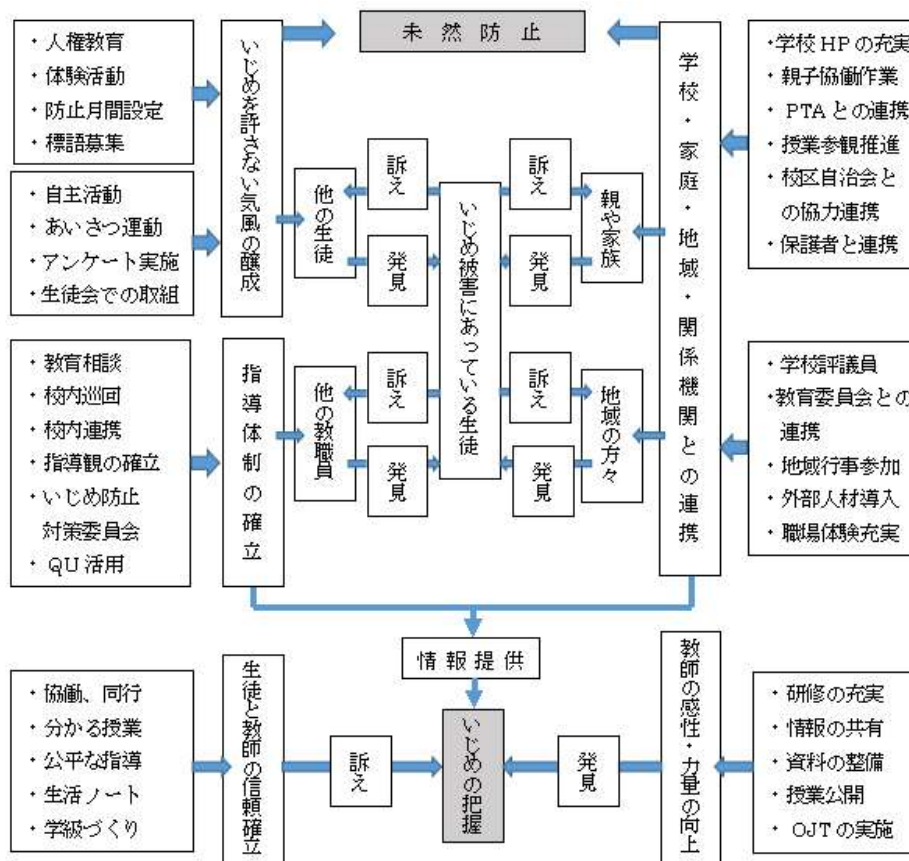 未然防止
・人権教育
・体験活動
・防止月間設定
・標語募集
・自主活動
・あいさつ運動
・アンケート実施
・生徒会での取組
いじめを許さない気風の醸成
他の生徒
訴え
発見
いじめ被害にあっている生徒
訴え
発見
親や家族
学校・家庭・地域・関係機関との連携
・学校HPの充実
・親子協働作業
・PTAとの連携
・授業参観推進
・校区自治会と
の協力連携
・保護者と連携
・教育相談
・校内巡回
・校内連携
・指導観の確立
・いじめ防止
対策委員会
・QU活用
指導体制の確立
他の教職員
訴え
発見
訴え
発見
地域の方々
・学校評議員
・教育委員会との
連携
・地域行事参加
・外部人材導入
・職場体験充実
情報提供
・協働、同行
・分かる授業
・公平な指導
・生活ノート
・学級づくり
生徒と教師の信頼確立
訴え
いじめの把握
発見
教師の感性・力量の向上
・研修の充実
・情報の共有
・資料の整備
・授業公開
・OJTの実施